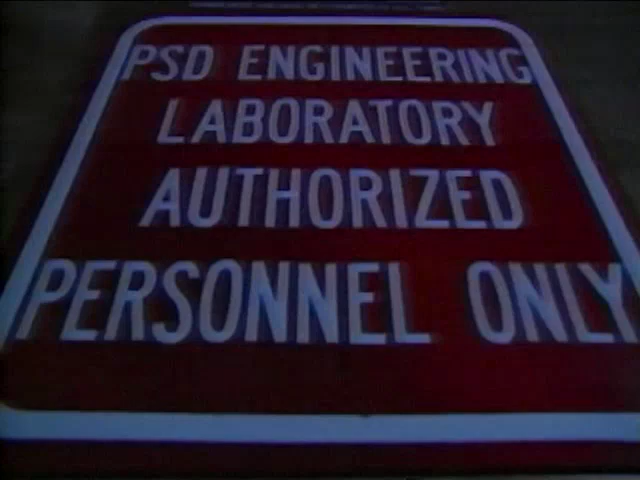 PSD ENGINEERING
LABORATORY
AUTHORIZED
PERSONNEL ONLY